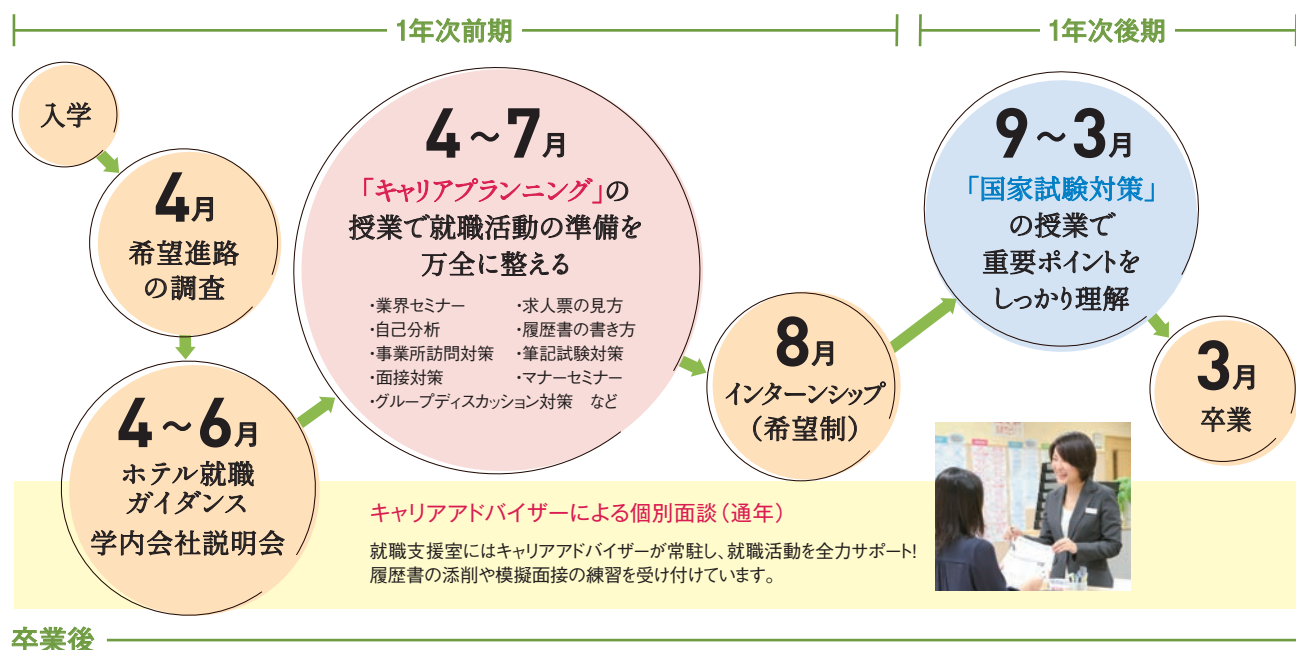 1年次前期
1年次後期
入学
4月
希望進路
の調査
4～6月
ホテル就職
ガイダンス
学内会社説明会
4～7月
「キャリアプランニング」の
授業で就職活動の準備を
万全に整える
・業界セミナー ・求人票の見方
・自己分析 ・履歴書の書き方
・事業所訪問対策 ・筆記試験対策
・面接対策 ・マナーセミナー
・グループディスカッション対策 など
8月
インターンシップ
（希望制）
9～3月
「国家試験対策」
の授業で
重要ポイントを
しっかり理解
3月
卒業
キャリアアドバイザーによる個別面談（通年）
就職支援室にはキャリアアドバイザーが常駐し、就職活動を全力サポート!
履歴書の添削や模擬面接の練習を受け付けています。
卒業後